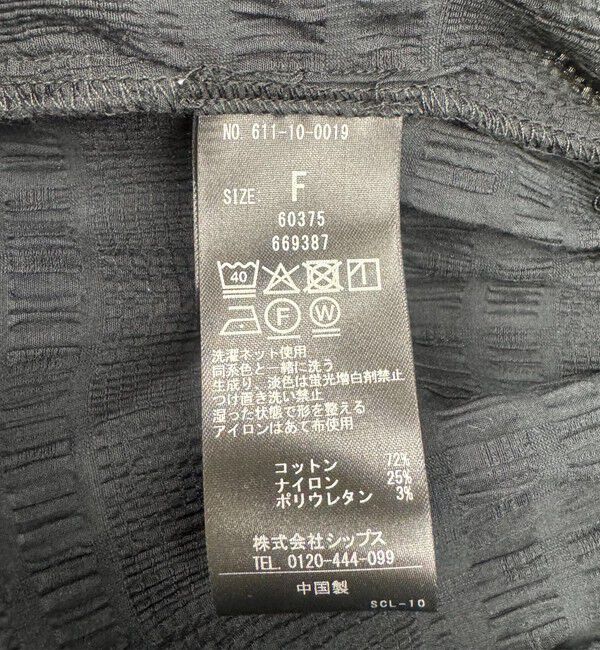 NO. 611-10-0019
SIZE F
60375
669387
40
F W
洗濯ネット使用
同系色と一緒に洗う
生成り、淡色は蛍光増白剤禁止
つけ置き洗い禁止
湿った状態で形を整える
アイロンはあて布使用
コットン 72%
ナイロン 25%
ポリウレタン 3%
株式会社シップス
TEL. 0120-444-099
中国製
SCL-10